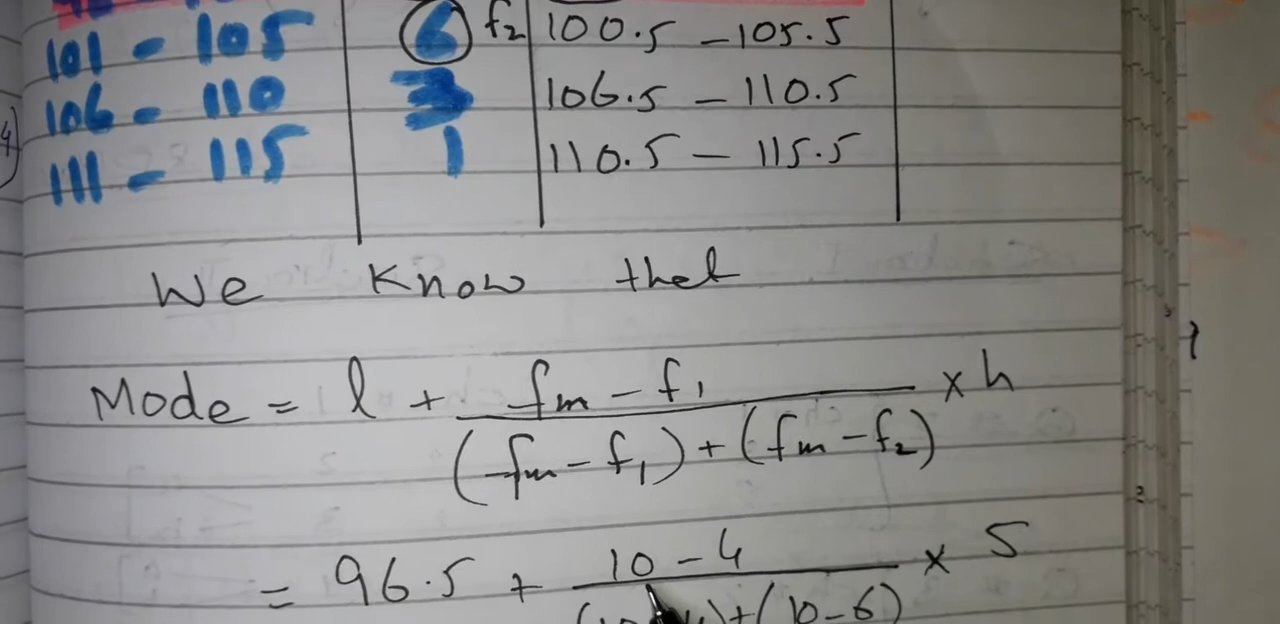 101 - 105 6 f2 100.5 - 105.5
106 - 110 3 106.5 - 110.5
111 - 115 1 110.5 - 115.5
We know that
Mode = l + fm - f1 / (fm - f1) + (fm - f2) x h
= 96.5 + 10 - 4 / (10 - 4) + (10 - 6) x 5